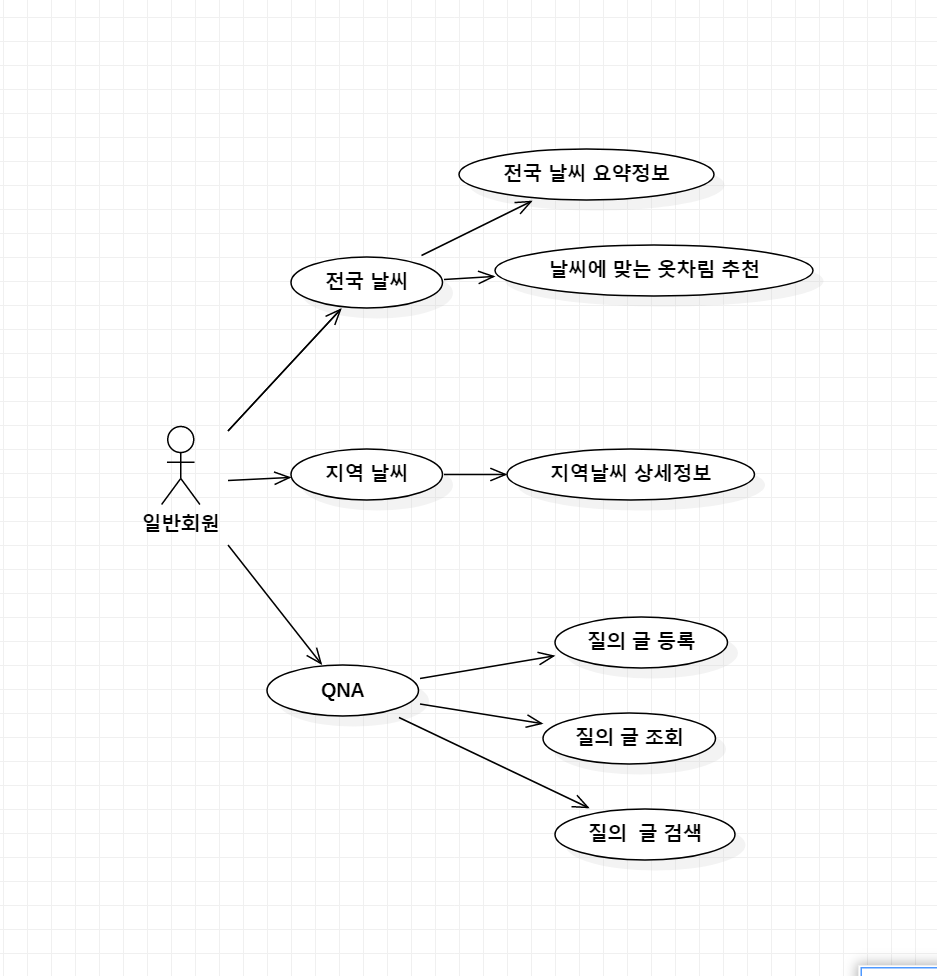 전국 날씨 요약정보
날씨에 맞는 옷차림 추천
전국 날씨
지역 날씨
지역날씨 상세정보
일반회원
질의 글 등록
QNA
질의 글 조회
질의  글 검색